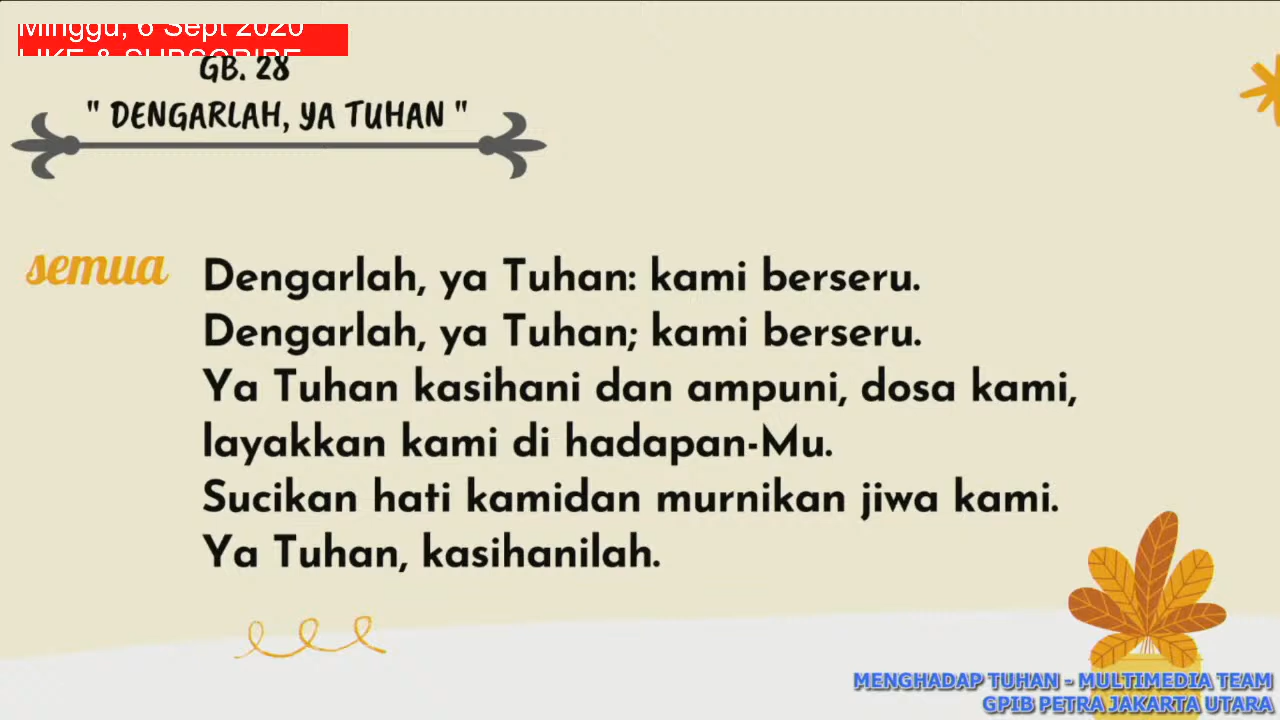 Minggu, 6 Sept 2020
LIKE & SUBSCRIBE
GB. 28
" DENGARLAH, YA TUHAN "
semua
Dengarlah, ya Tuhan: kami berseru.
Dengarlah, ya Tuhan; kami berseru.
Ya Tuhan kasihani dan ampuni, dosa kami,
layakkan kami di hadapan-Mu.
Sucikan hati kamidan murnikan jiwa kami.
Ya Tuhan, kasihanilah.
MENGHADAP TUHAN - MULTIMEDIA TEAM
GPIB PETRA JAKARTA UTARA